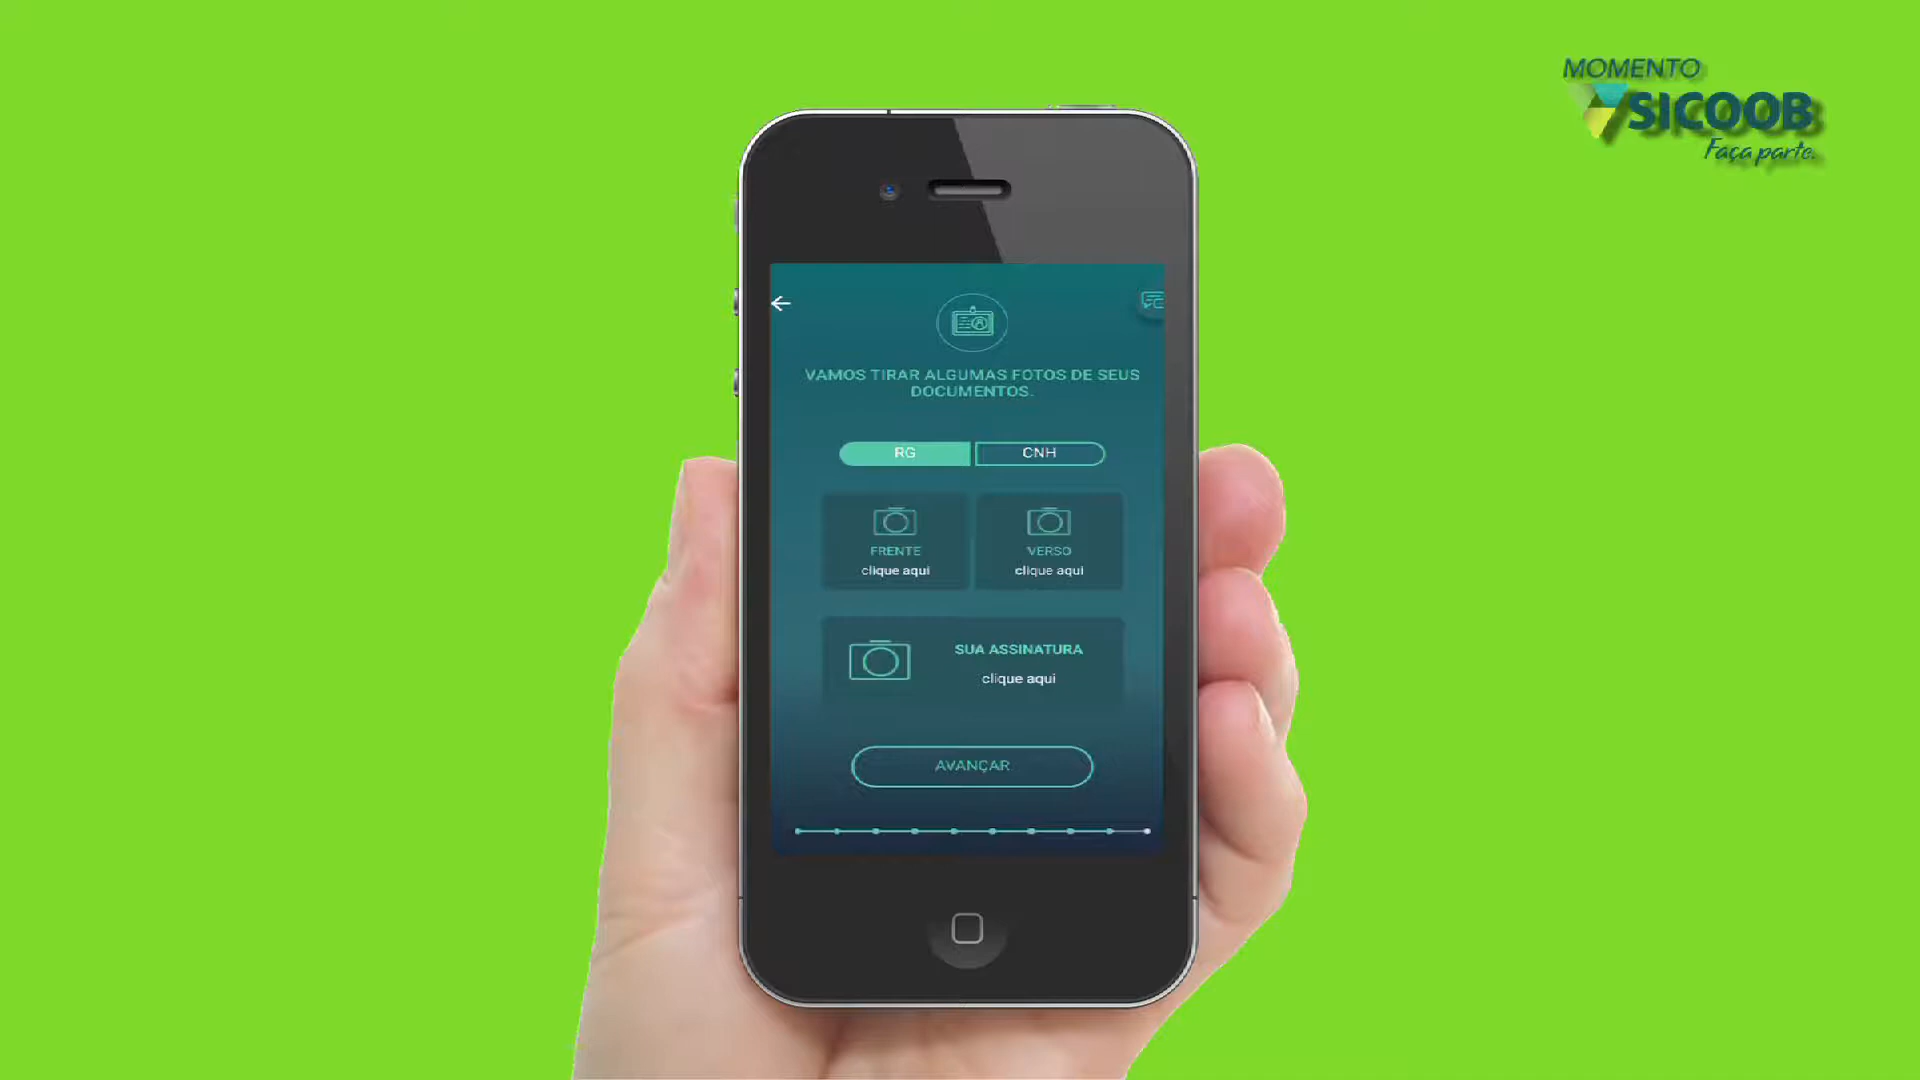 MOMENTO
SICOOB
Faça parte.
VAMOS TIRAR ALGUMAS FOTOS DE SEUS
DOCUMENTOS.
RG
CNH
FRENTE
clique aqui
VERSO
clique aqui
SUA ASSINATURA
clique aqui
AVANÇAR